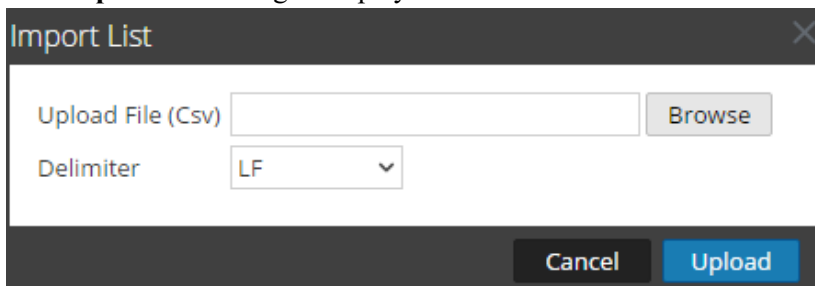 Import List
Upload File (Csv) Browse
Delimiter LF
Cancel Upload